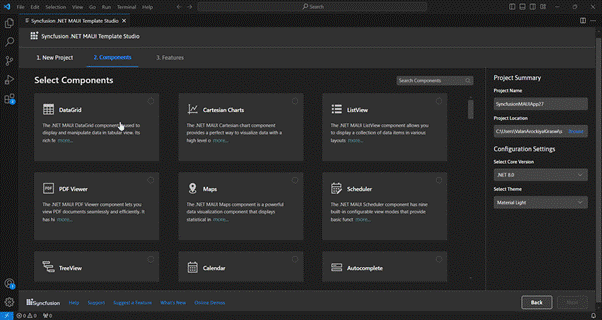 File Edit Selection View Go Run Terminal Help
Search
Syncfusion .NET MAUI Template Studio
Syncfusion .NET MAUI Template Studio
1. New Project
2. Components
3. Features
Select Components
Search Components
DataGrid
The .NET MAUI DataGrid component used to
display and manipulate data in tabular view. Its
rich fe more...
Cartesian Charts
The .NET MAUI Cartesian chart component
provides a perfect way to visualize data with
a high level o more...
ListView
The .NET MAUI ListView component allows
you to display a collection of data items in various
layouts more...
PDF Viewer
The .NET MAUI PDF Viewer component lets you
view PDF documents seamlessly and efficiently. It
has hi more...
Maps
The .NET MAUI Maps component is a powerful
data visualization component that displays
statistical in more...
Scheduler
The .NET MAUI Scheduler component has nine
built-in configurable view modes that provide
basic funct more...
TreeView
Calendar
Autocomplete
Project Summary
Project Name
SyncfusionMAUIApp27
Project Location
Browse
Configuration Settings
Select Core Version
.NET 8.0
Select Theme
Material Light
Syncfusion
Help
Support
Suggest a Feature
What's New
Online Demos
Back
Next
0 0 0